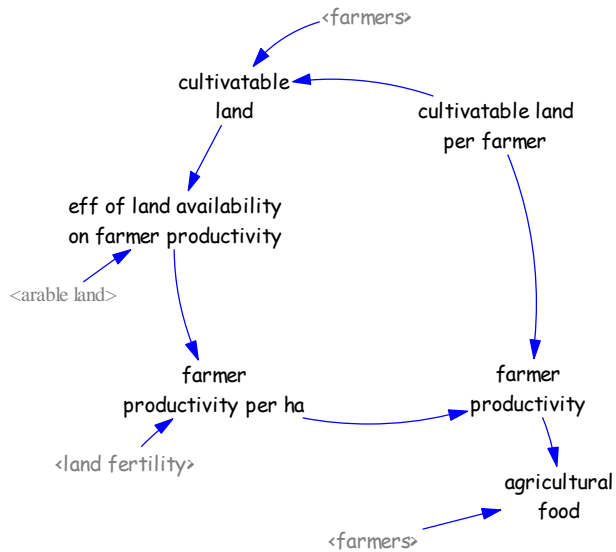 <farmers>
cultivatable
land
cultivatable land
per farmer
eff of land availability
on farmer productivity
<arable land>
farmer
productivity per ha
farmer
productivity
<land fertility>
agricultural
food
<farmers>